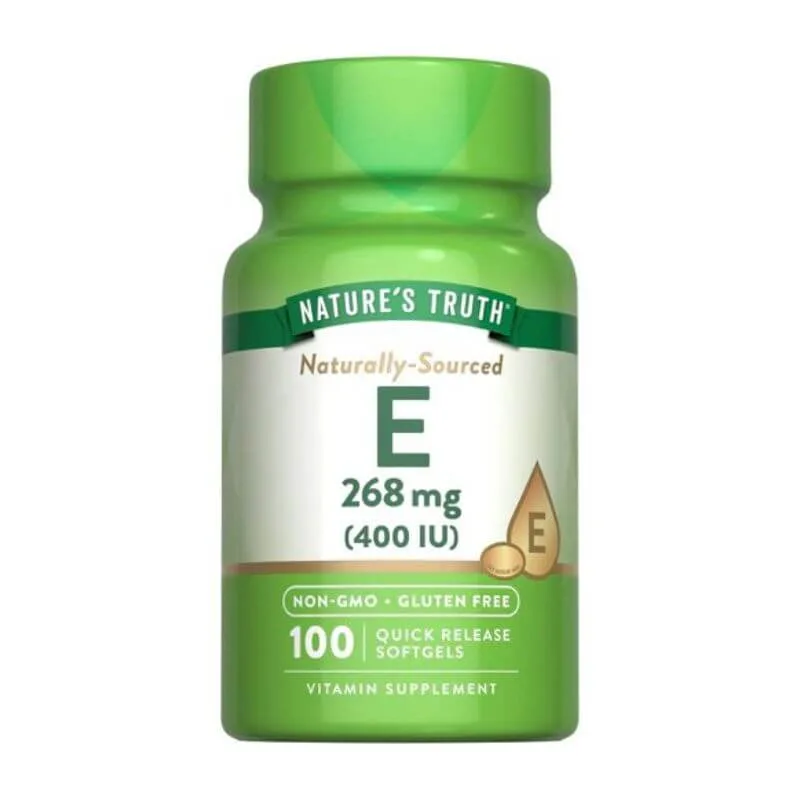 NATURE'S TRUTH
Naturally-Sourced
E
268 mg
(400 IU)
E
NON-GMO • GLUTEN FREE
100 QUICK RELEASE
SOFTGELS
VITAMIN SUPPLEMENT